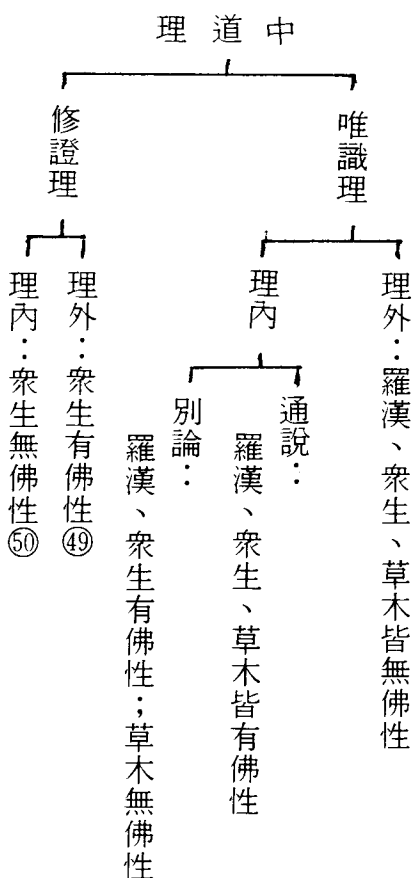 中道理
唯識理
理外：羅漢、衆生、草木皆無佛性
理內
通說：
羅漢、衆生、草木皆有佛性
別論：
羅漢、衆生有佛性；草木無佛性
修證理
理外：衆生有佛性㊾
理內：衆生無佛性㊿